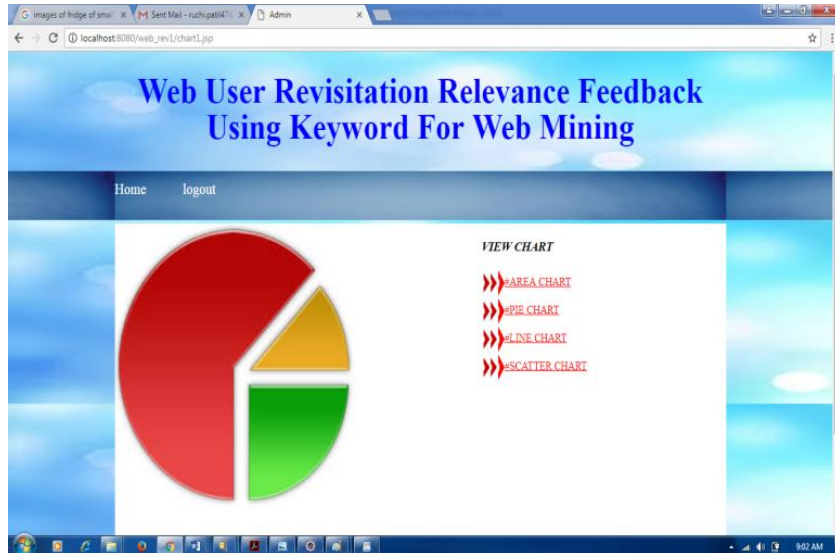 images of fridge of smal
Sent Mail - ruchi.patil47
Admin
localhost:8080/web_rev1/chart1.jsp
Web User Revisitation Relevance Feedback
Using Keyword For Web Mining
Home logout
VIEW CHART
#AREA CHART
#PIE CHART
#LINE CHART
#SCATTER CHART
9:02 AM